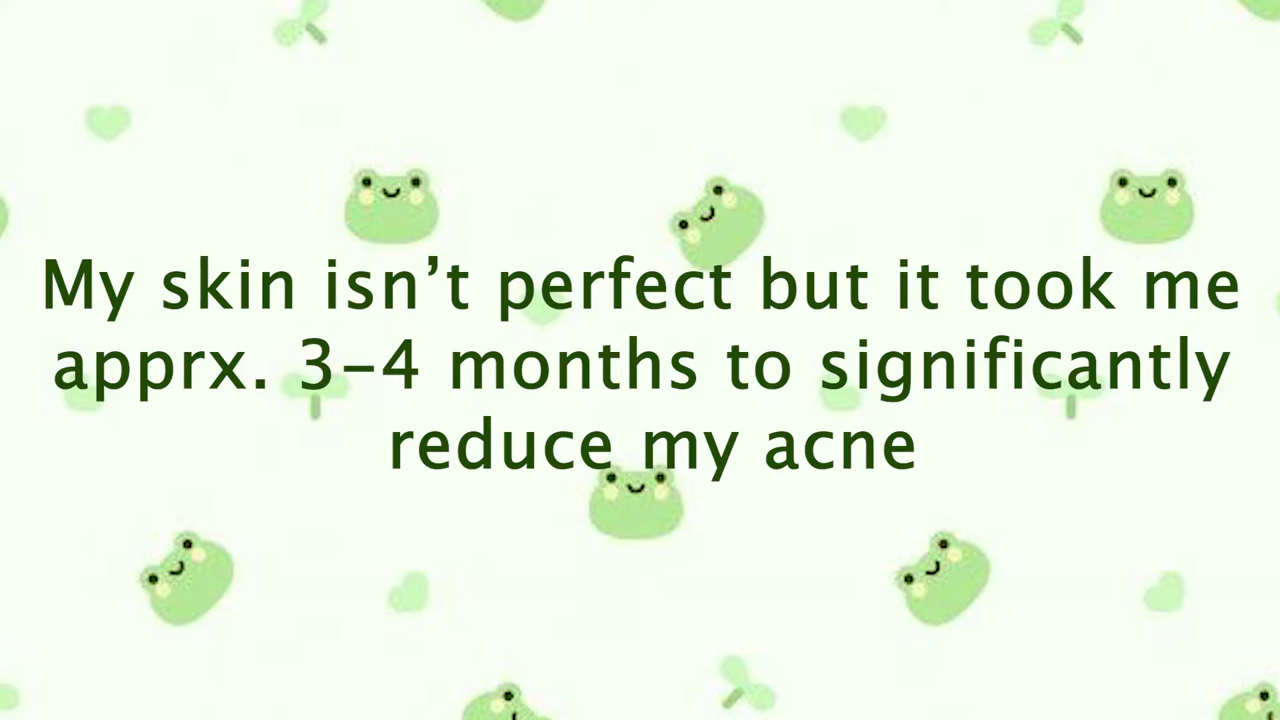 My skin isn’t perfect but it took me
apprx. 3-4 months to significantly
reduce my acne